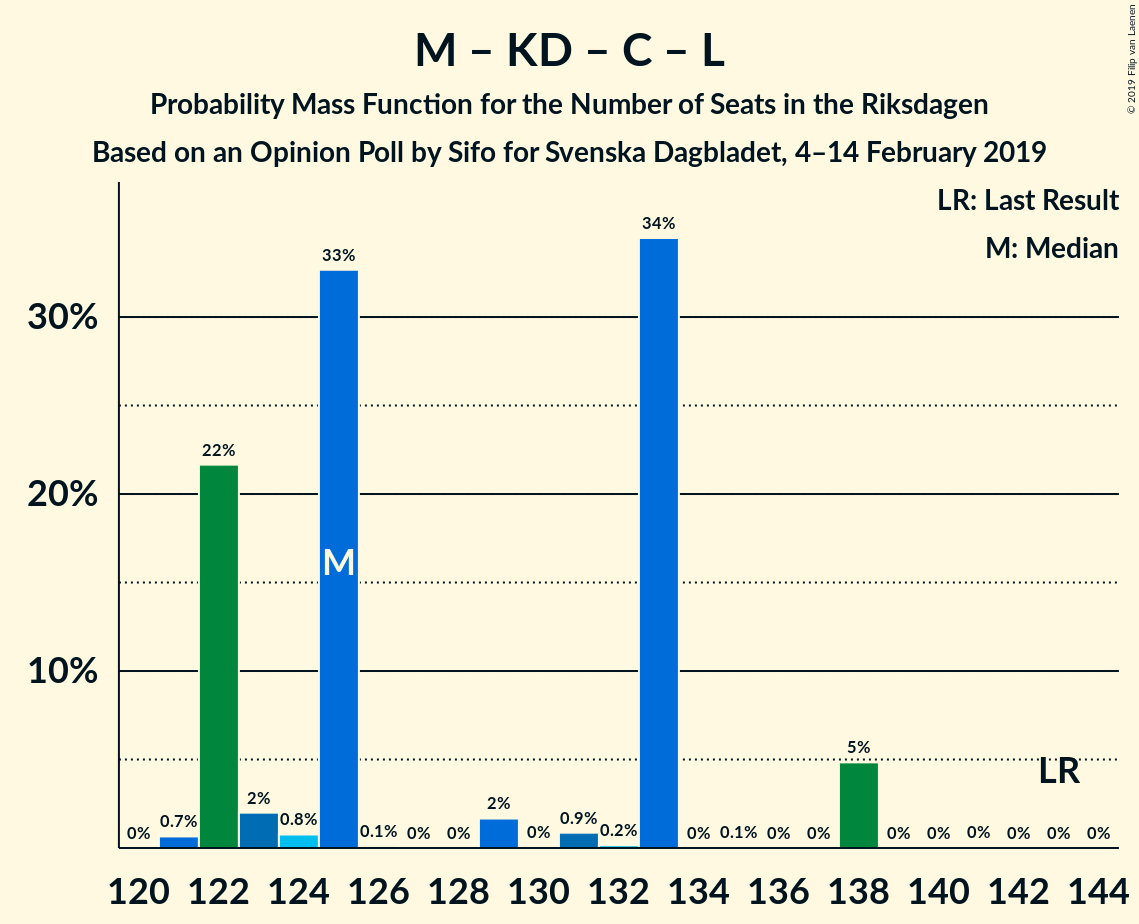 M – KD – C – L
Probability Mass Function for the Number of Seats in the Riksdagen
Based on an Opinion Poll by Sifo for Svenska Dagbladet, 4–14 February 2019
© 2019 Filip van Laenen
LR: Last Result
M: Median
30%
20%
10%
0% 0.7% 22% 2% 0.8% 33% 0.1% 0% 0% 2% 0% 0.9% 0.2% 34% 0% 0.1% 0% 0% 5% 0% 0% 0% 0% 0% 0%
M
LR
120 122 124 126 128 130 132 134 136 138 140 142 144